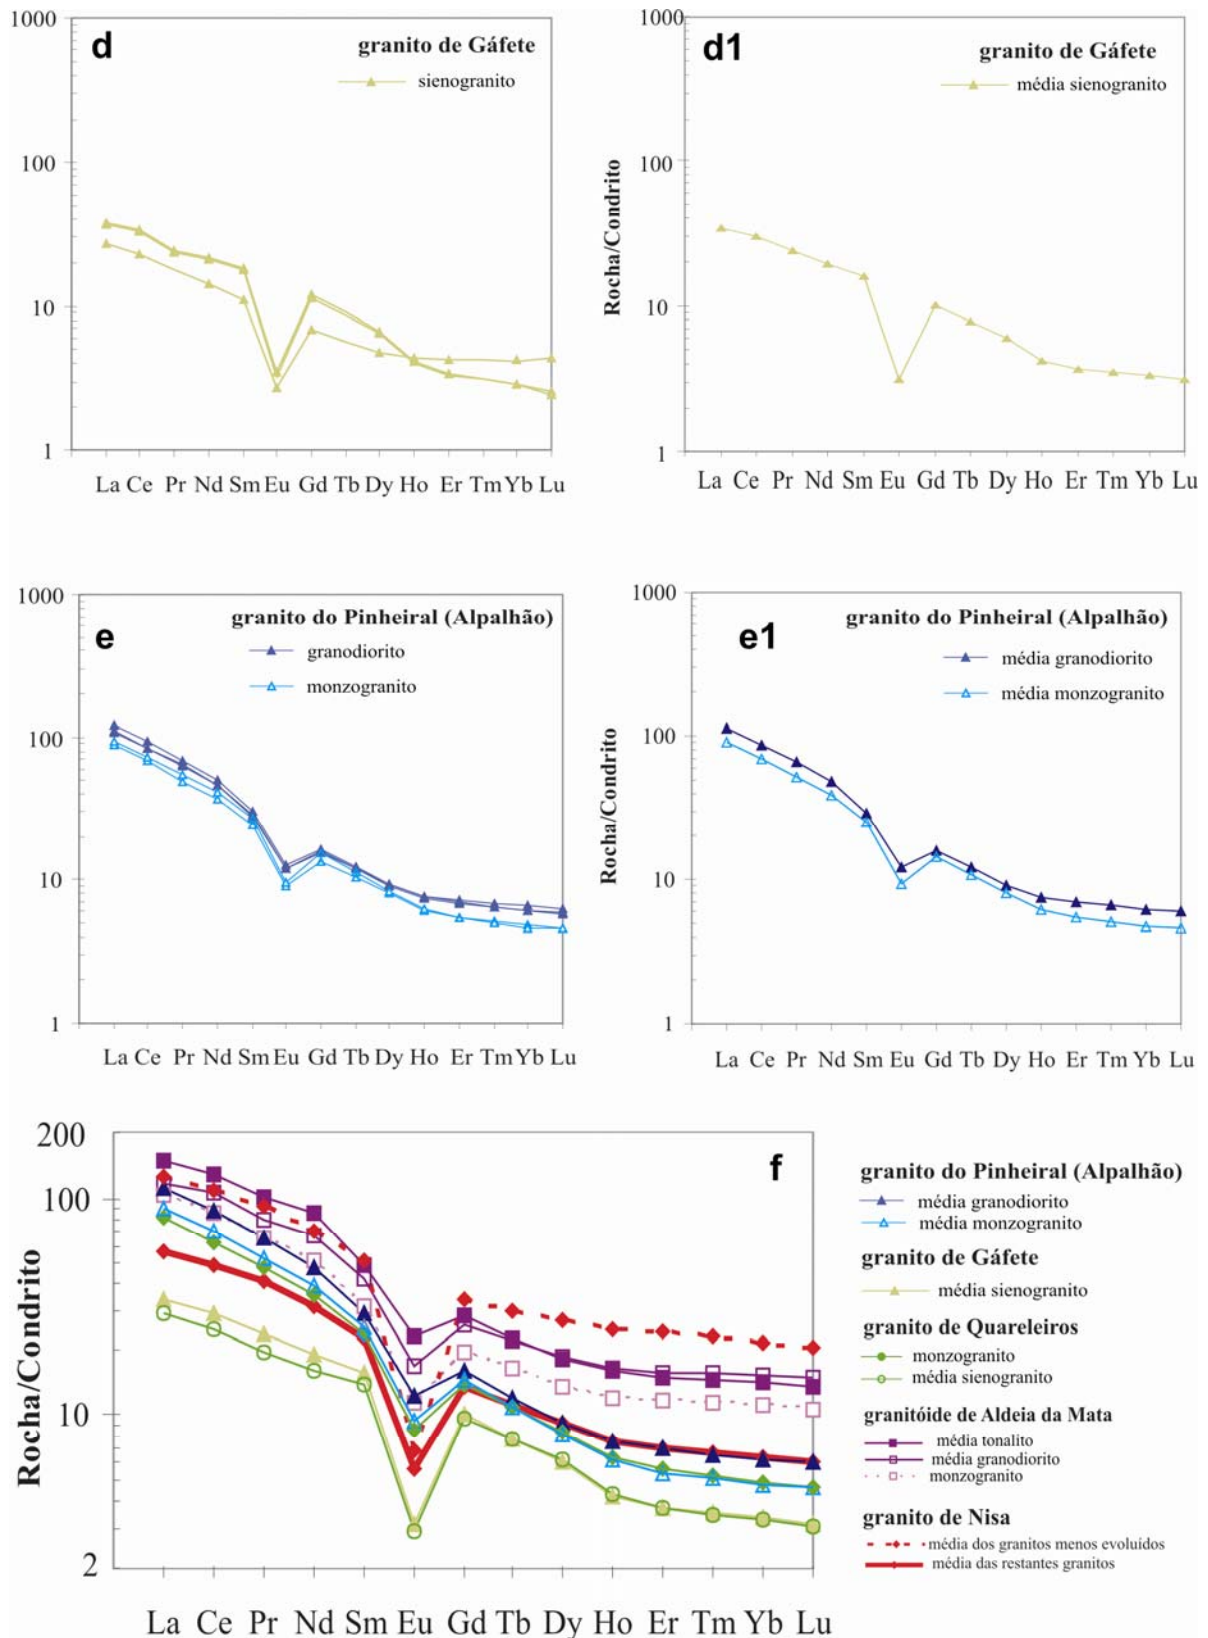 d
granito de Gáfete
sienogranito
1000
100
10
1
La Ce Pr Nd Sm Eu Gd Tb Dy Ho Er Tm Yb Lu
d1
granito de Gáfete
média sienogranito
Rocha/Condrito
1000
100
10
1
La Ce Pr Nd Sm Eu Gd Tb Dy Ho Er Tm Yb Lu
e
granito do Pinheiral (Alpalhão)
granodiorito
monzogranito
1000
100
10
1
La Ce Pr Nd Sm Eu Gd Tb Dy Ho Er Tm Yb Lu
e1
granito do Pinheiral (Alpalhão)
média granodiorito
média monzogranito
Rocha/Condrito
1000
100
10
1
La Ce Pr Nd Sm Eu Gd Tb Dy Ho Er Tm Yb Lu
f
Rocha/Condrito
200
100
10
2
La Ce Pr Nd Sm Eu Gd Tb Dy Ho Er Tm Yb Lu
granito do Pinheiral (Alpalhão)
média granodiorito
média monzogranito
granito de Gáfete
média sienogranito
granito de Quareleiros
monzogranito
média sienogranito
granitóide de Aldeia da Mata
média tonalito
média granodiorito
monzogranito
granito de Nisa
média dos granitos menos evoluídos
média das restantes granitos